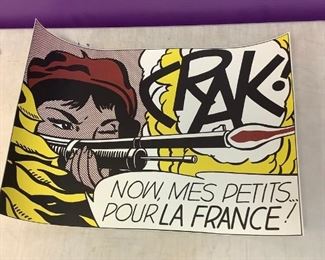 CRAK!
NOW, MES PETITS...
POUR LA FRANCE!